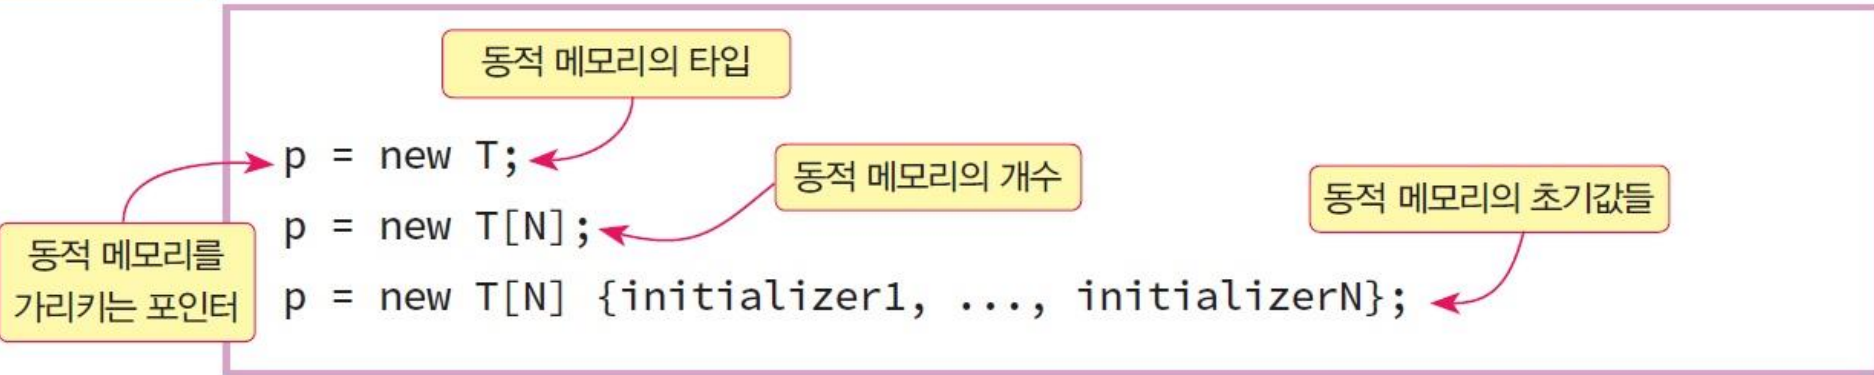 동적 메모리의 타입
p = new T;
동적 메모리의 개수
동적 메모리의 초기값들
p = new T[N];
동적 메모리를
가리키는 포인터
p = new T[N] {initializer1, ..., initializerN};